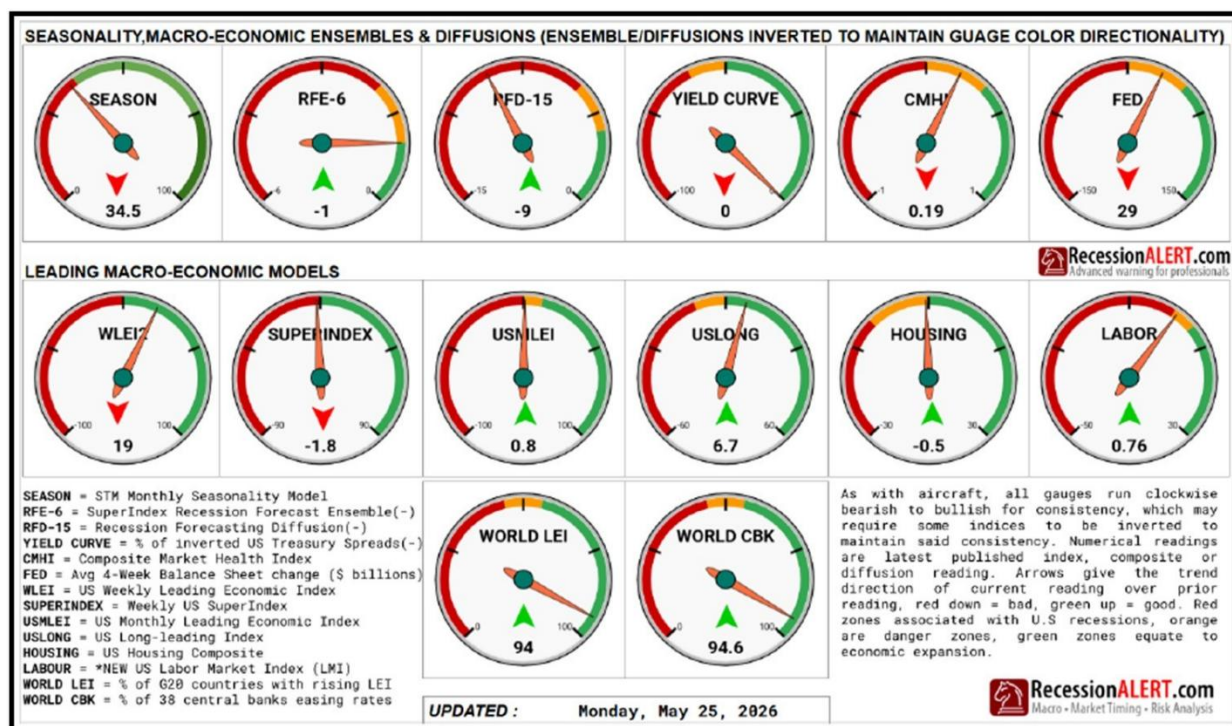 SEASONALITY,MACRO-ECONOMIC ENSEMBLES & DIFFUSIONS (ENSEMBLE/DIFFUSIONS INVERTED TO MAINTAIN GUAGE COLOR DIRECTIONALITY)
SEASON
0 100
34.5
RFE-6
-6 0
-1
RFD-15
-15 0
-9
YIELD CURVE
-100 0
0
CMHI
-1 1
0.19
FED
-150 150
29
RecessionALERT.com
Advanced warning for professionals
LEADING MACRO-ECONOMIC MODELS
WLEI2
-100 100
19
SUPERINDEX
-90 90
-1.8
USMLEI
-100 100
0.8
USLONG
-60 60
6.7
HOUSING
-30 30
-0.5
LABOR
-50 30
0.76
SEASON = STM Monthly Seasonality Model
RFE-6 = SuperIndex Recession Forecast Ensemble(-)
RFD-15 = Recession Forecasting Diffusion(-)
YIELD CURVE = % of inverted US Treasury Spreads(-)
CMHI = Composite Market Health Index
FED = Avg 4-Week Balance Sheet change ($ billions)
WLEI = US Weekly Leading Economic Index
SUPERINDEX = Weekly US SuperIndex
USMLEI = US Monthly Leading Economic Index
USLONG = US Long-leading Index
HOUSING = US Housing Composite
LABOUR = *NEW US Labor Market Index (LMI)
WORLD LEI = % of G20 countries with rising LEI
WORLD CBK = % of 38 central banks easing rates
WORLD LEI
0 100
94
WORLD CBK
0 100
94.6
As with aircraft, all gauges run clockwise
bearish to bullish for consistency, which may
require some indices to be inverted to
maintain said consistency. Numerical readings
are latest published index, composite or
diffusion reading. Arrows give the trend
direction of current reading over prior
reading, red down = bad, green up = good. Red
zones associated with U.S recessions, orange
are danger zones, green zones equate to
economic expansion.
UPDATED : Monday, May 25, 2026
RecessionALERT.com
Macro • Market Timing • Risk Analysis